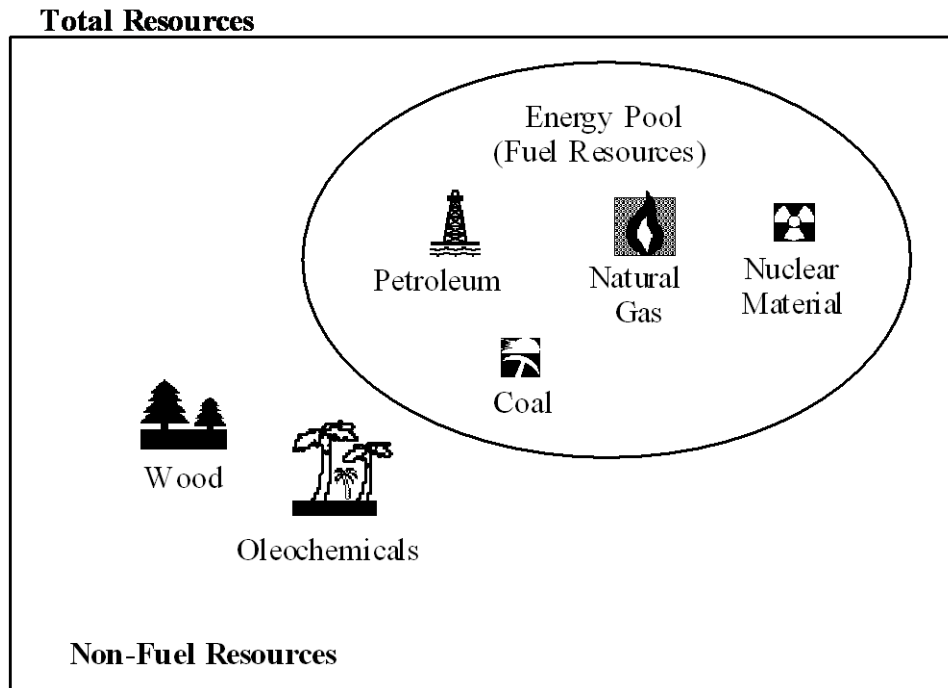 Total Resources
Energy Pool
(Fuel Resources)
Petroleum
Natural
Gas
Nuclear
Material
Coal
Wood
Oleochemicals
Non-Fuel Resources